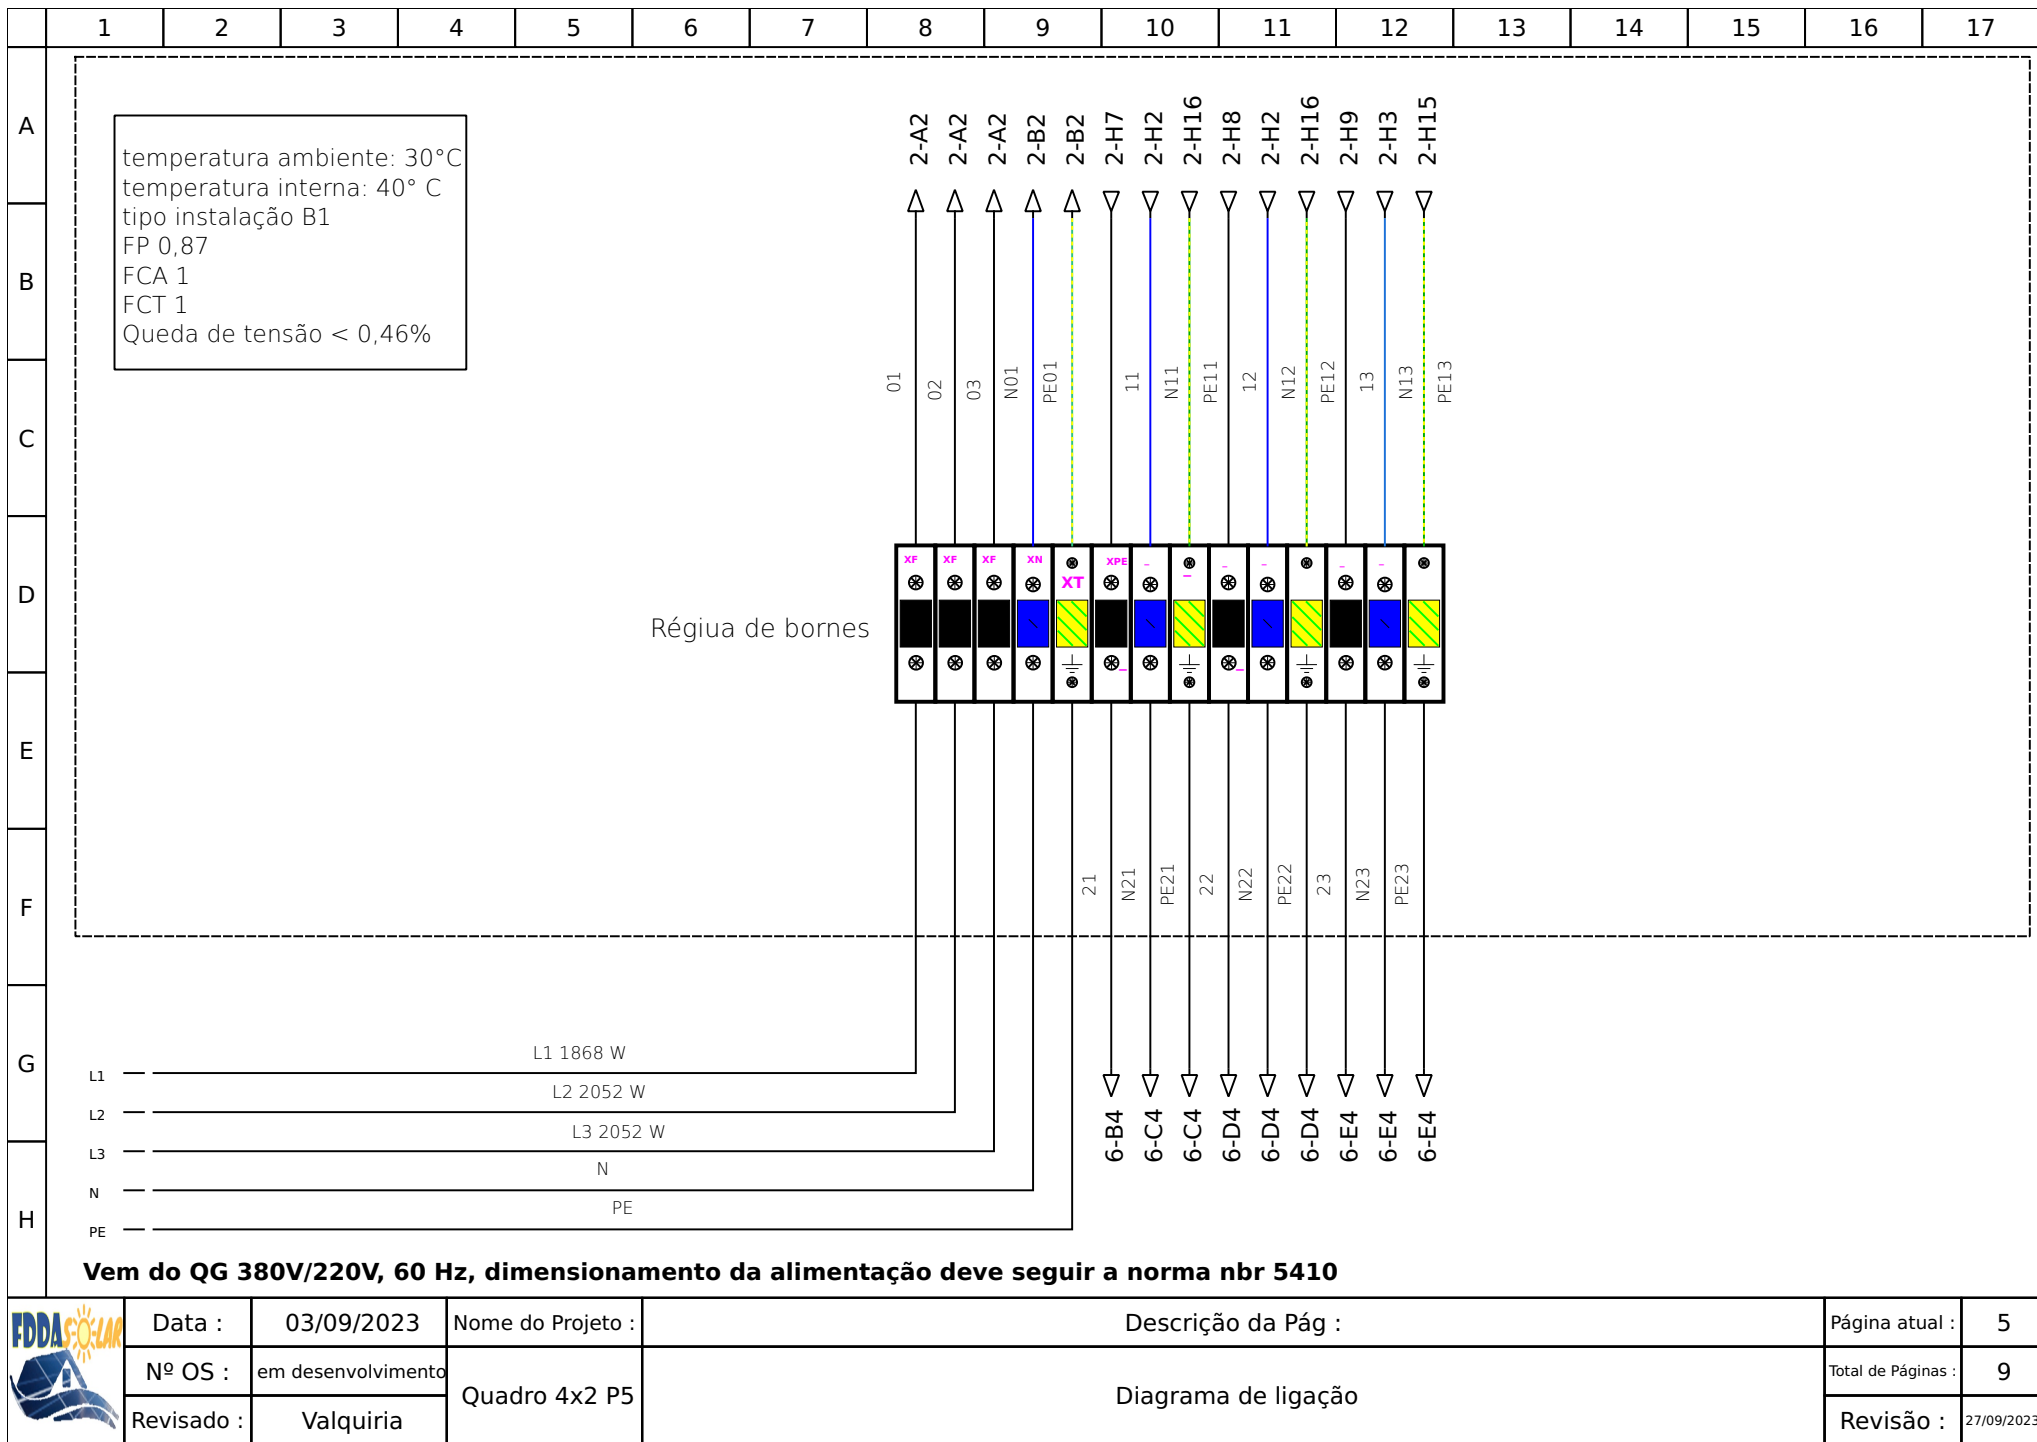 1 2 3 4 5 6 7 8 9 10 11 12 13 14 15 16 17
A
B
C
D
E
F
G
H
temperatura ambiente: 30°C
temperatura interna: 40° C
tipo instalação B1
FP 0,87
FCA 1
FCT 1
Queda de tensão < 0,46%
2-A2
2-A2
2-A2
2-B2
2-B2
2-H7
2-H2
2-H16
2-H8
2-H2
2-H16
2-H9
2-H3
2-H15
01
02
03
N01
PE01
11
N11
PE11
12
N12
PE12
13
N13
PE13
XF XF XF XN XT XPE
Régiua de bornes
21
N21
PE21
22
N22
PE22
23
N23
PE23
6-B4
6-C4
6-C4
6-D4
6-D4
6-D4
6-E4
6-E4
6-E4
L1 L1 1868 W
L2 L2 2052 W
L3 L3 2052 W
N N
PE PE
Vem do QG 380V/220V, 60 Hz, dimensionamento da alimentação deve seguir a norma nbr 5410
FDDA SOLAR
Data : 03/09/2023
Nº OS : em desenvolvimento
Revisado : Valquiria
Nome do Projeto :
Quadro 4x2 P5
Descrição da Pág :
Diagrama de ligação
Página atual : 5
Total de Páginas : 9
Revisão : 27/09/2023